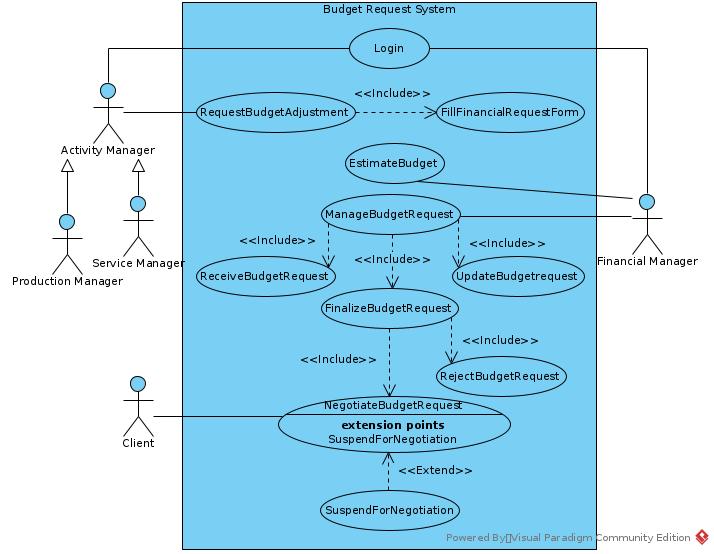 Budget Request System
Login
<<Include>>
RequestBudgetAdjustment
FillFinancialRequestForm
Activity Manager
EstimateBudget
ManageBudgetRequest
<<Include>>
<<Include>>
<<Include>>
Service Manager
Financial Manager
Production Manager
ReceiveBudgetRequest
UpdateBudgetrequest
FinalizeBudgetRequest
<<Include>>
<<Include>>
RejectBudgetRequest
NegotiateBudgetRequest
extension points
SuspendForNegotiation
Client
<<Extend>>
SuspendForNegotiation
Powered By▯Visual Paradigm Community Edition